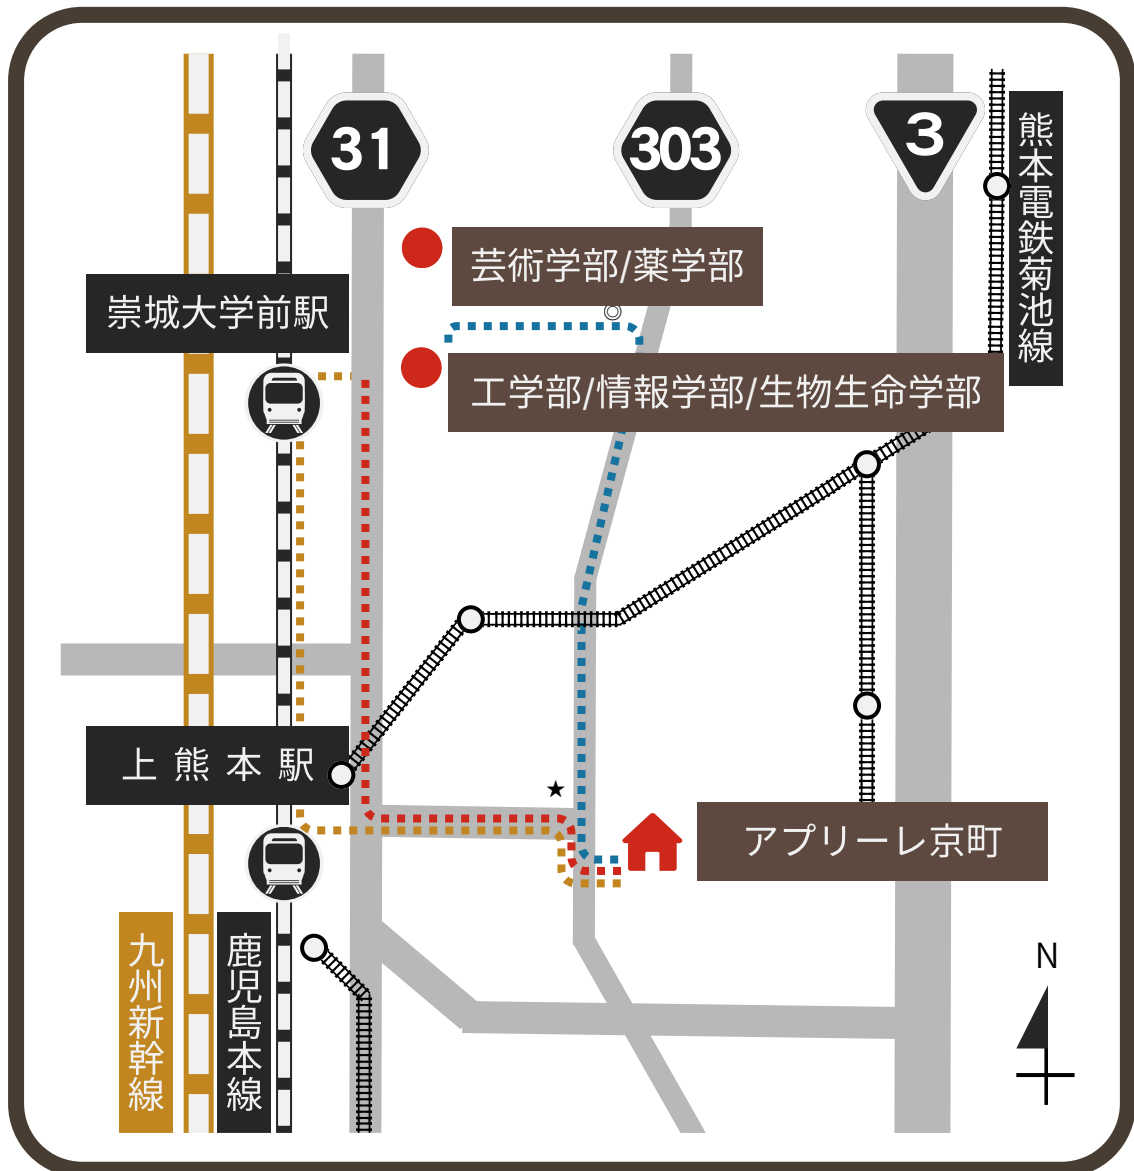 31
303
3
熊本電鉄菊池線
芸術学部/薬学部
崇城大学前駅
工学部/情報学部/生物生命学部
上熊本駅
アプリーレ京町
九州新幹線
鹿児島本線
N